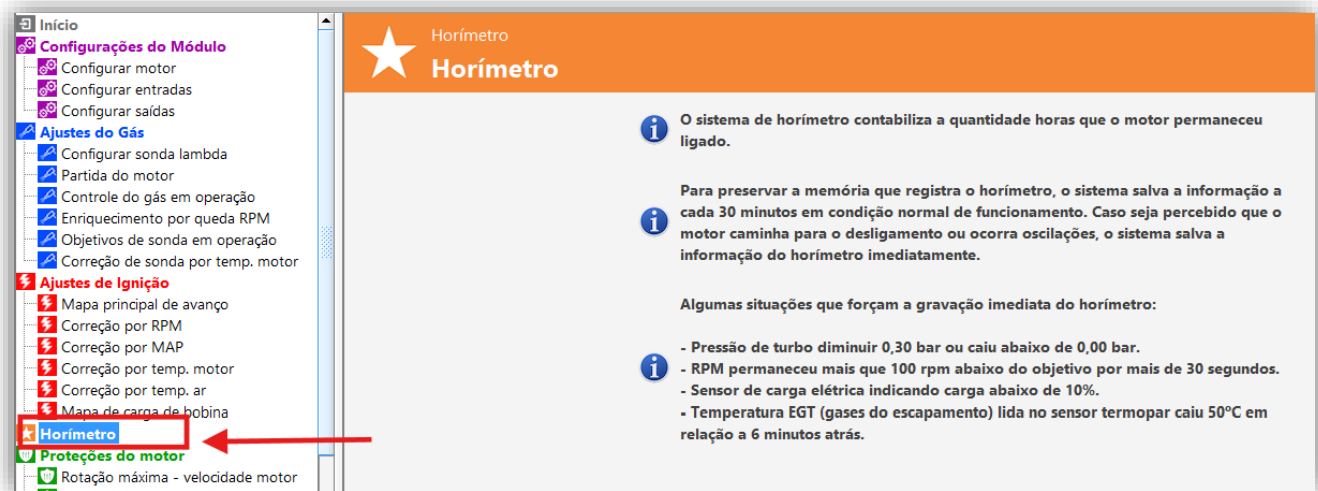 Início
Configurações do Módulo
Configurar motor
Configurar entradas
Configurar saídas
Ajustes do Gás
Configurar sonda lambda
Partida do motor
Controle do gás em operação
Enriquecimento por queda RPM
Objetivos de sonda em operação
Correção de sonda por temp. motor
Ajustes de Ignição
Mapa principal de avanço
Correção por RPM
Correção por MAP
Correção por temp. motor
Correção por temp. ar
Mapa de carga de bobina
Horímetro
Proteções do motor
Rotação máxima - velocidade motor
Horímetro
Horímetro
O sistema de horímetro contabiliza a quantidade horas que o motor permaneceu
ligado.
Para preservar a memória que registra o horímetro, o sistema salva a informação a
cada 30 minutos em condição normal de funcionamento. Caso seja percebido que o
motor caminha para o desligamento ou ocorra oscilações, o sistema salva a
informação do horímetro imediatamente.
Algumas situações que forçam a gravação imediata do horímetro:
- Pressão de turbo diminuir 0,30 bar ou caiu abaixo de 0,00 bar.
- RPM permaneceu mais que 100 rpm abaixo do objetivo por mais de 30 segundos.
- Sensor de carga elétrica indicando carga abaixo de 10%.
- Temperatura EGT (gases do escapamento) lida no sensor termopar caiu 50ºC em
relação a 6 minutos atrás.